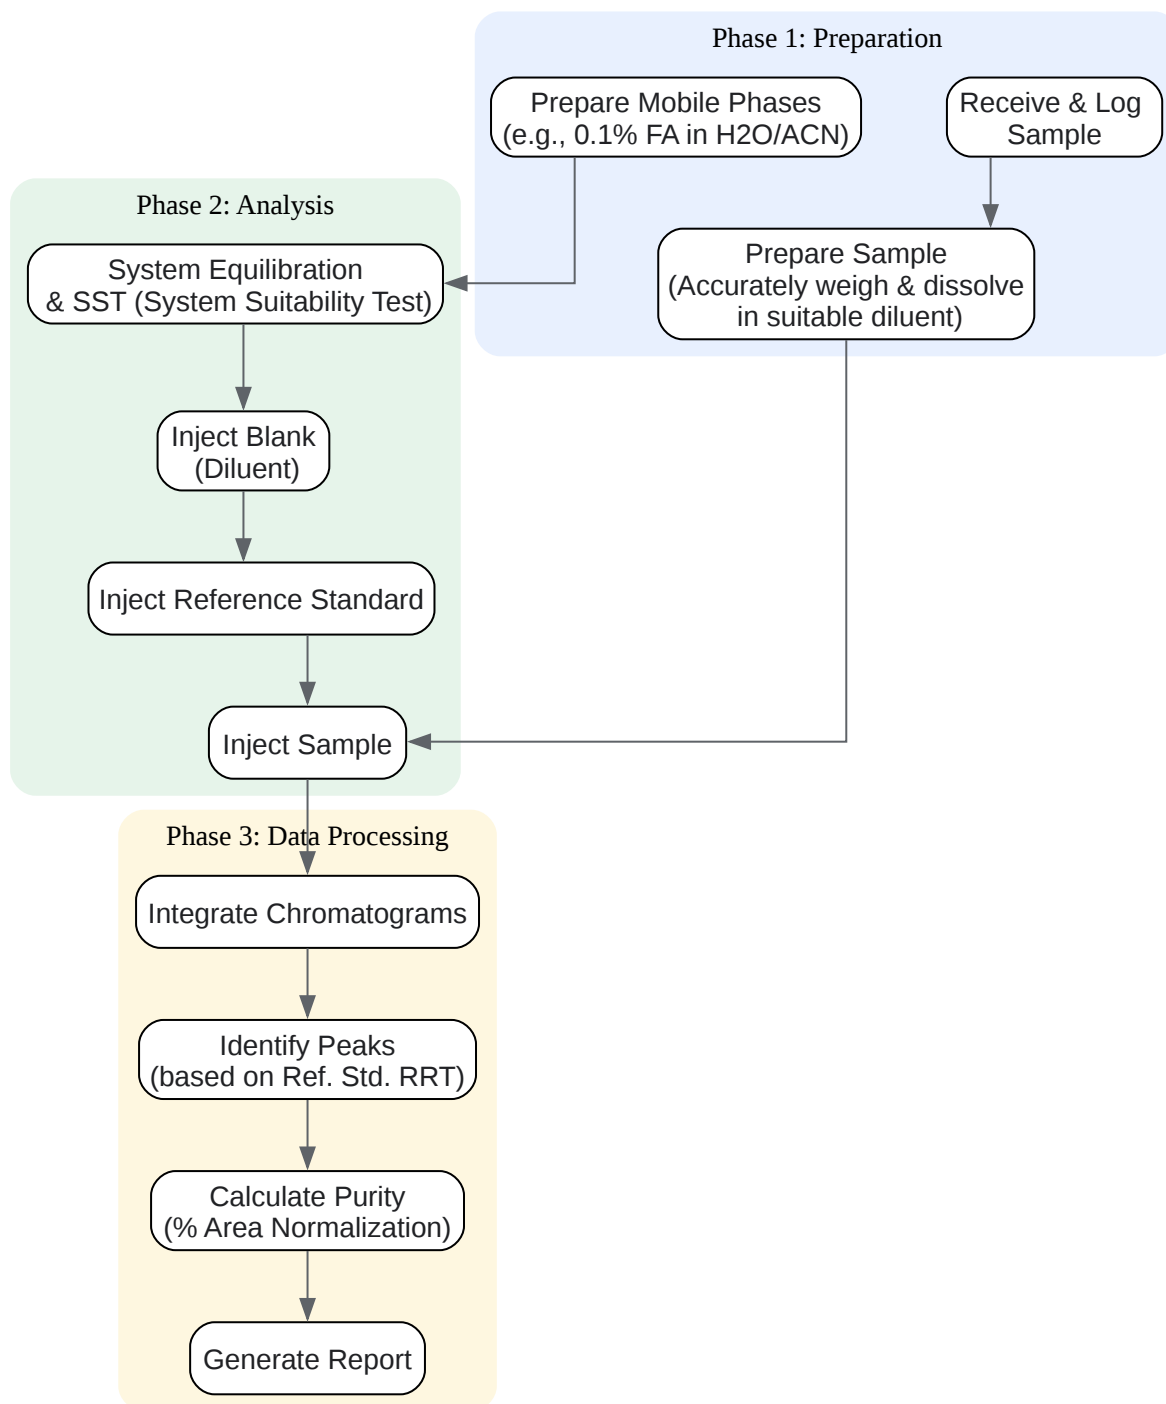 Phase 1: Preparation
Prepare Mobile Phases
(e.g., 0.1% FA in H2O/ACN)
Receive & Log
Sample
Prepare Sample
(Accurately weigh & dissolve
in suitable diluent)
Phase 2: Analysis
System Equilibration
& SST (System Suitability Test)
Inject Blank
(Diluent)
Inject Reference Standard
Inject Sample
Phase 3: Data Processing
Integrate Chromatograms
Identify Peaks
(based on Ref. Std. RRT)
Calculate Purity
(% Area Normalization)
Generate Report